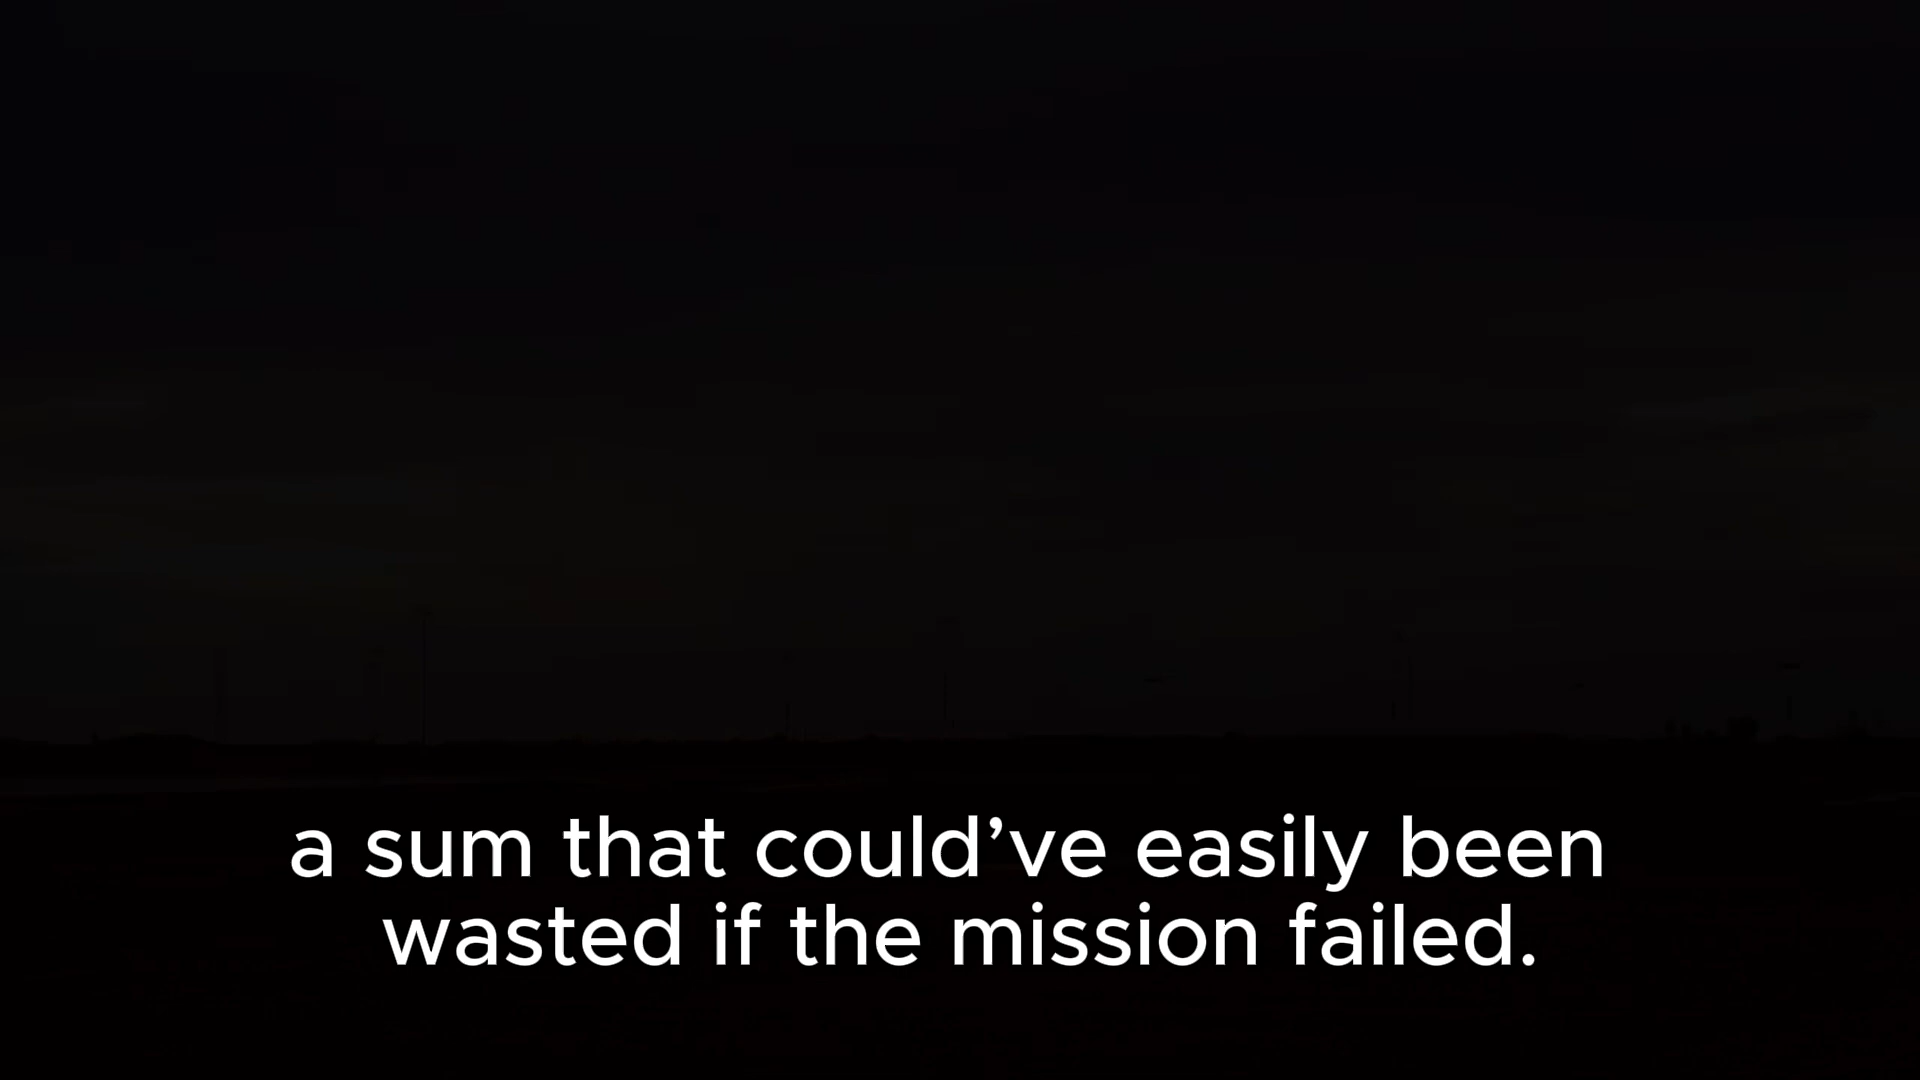 a sum that could’ve easily been
wasted if the mission failed.